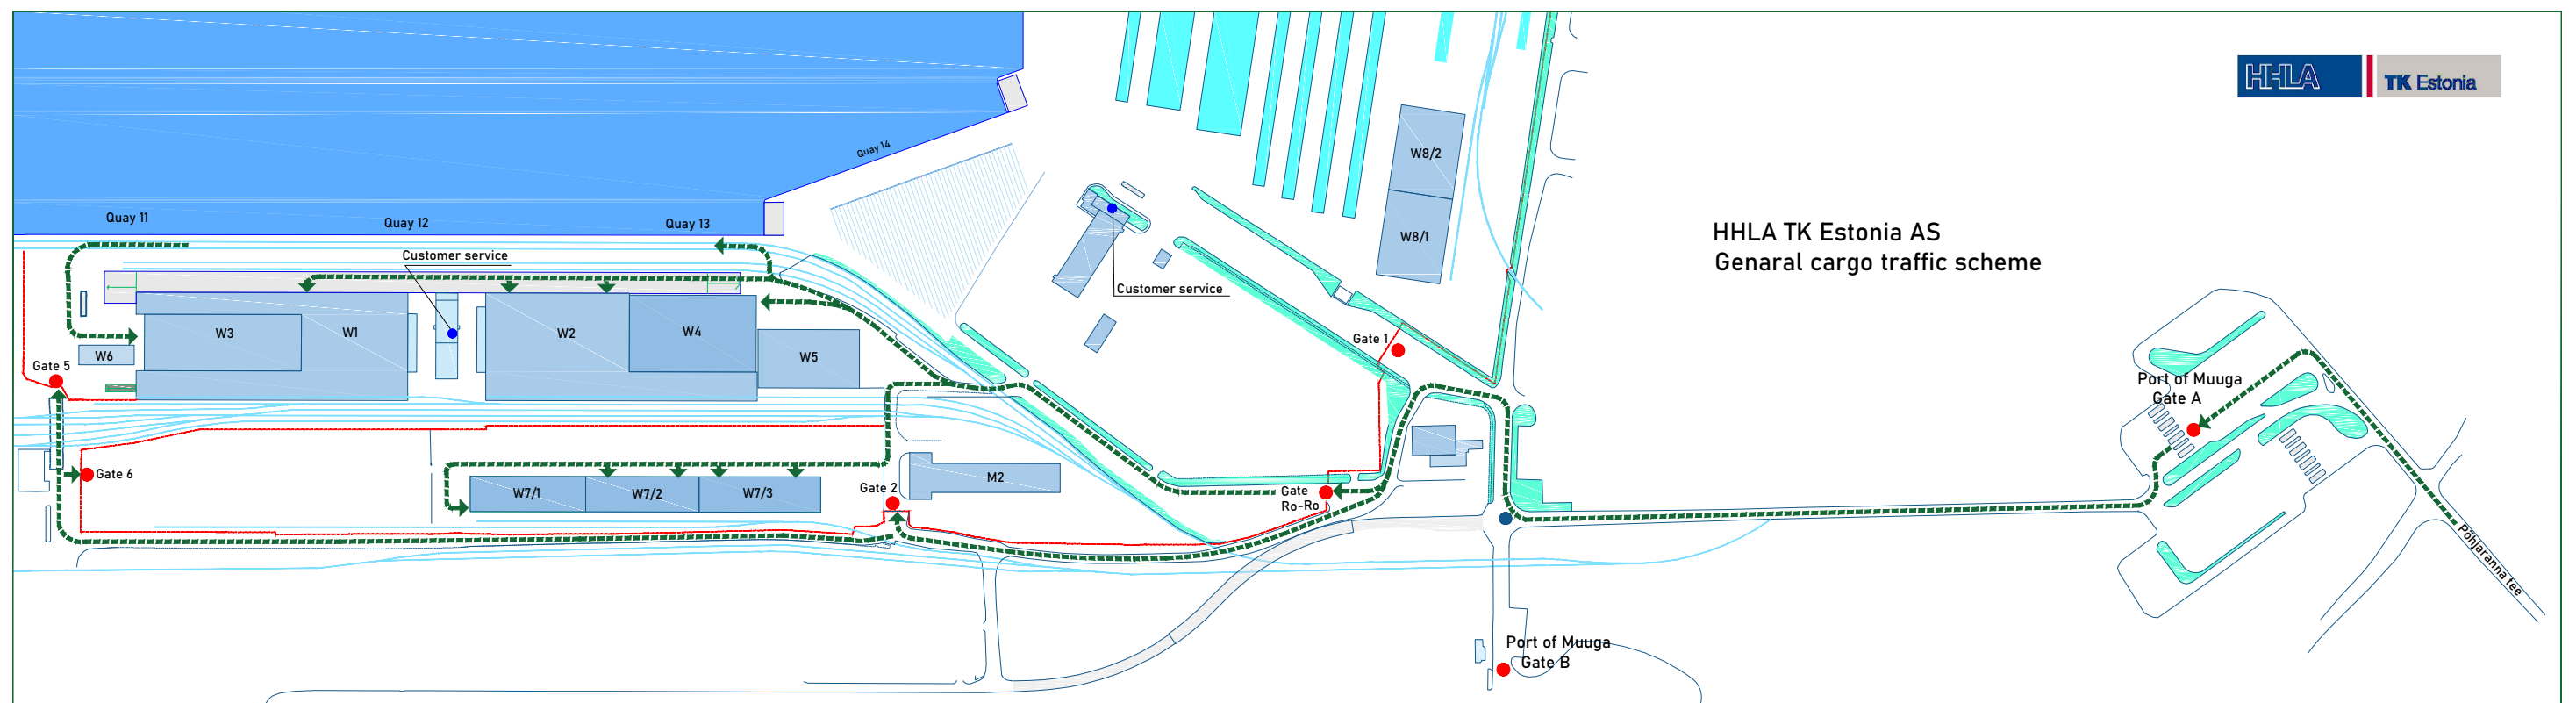 HHLA TK Estonia
Quay 14
W8/2
Quay 11
Quay 12
Quay 13
W8/1
HHLA TK Estonia AS
Genaral cargo traffic scheme
Customer service
Customer service
W3
W1
W2
W4
W5
W6
Gate 1
Gate 5
Port of Muuga
Gate A
Gate 6
M2
W7/1
W7/2
W7/3
Gate 2
Gate
Ro-Ro
Põhjaranna tee
Port of Muuga
Gate B